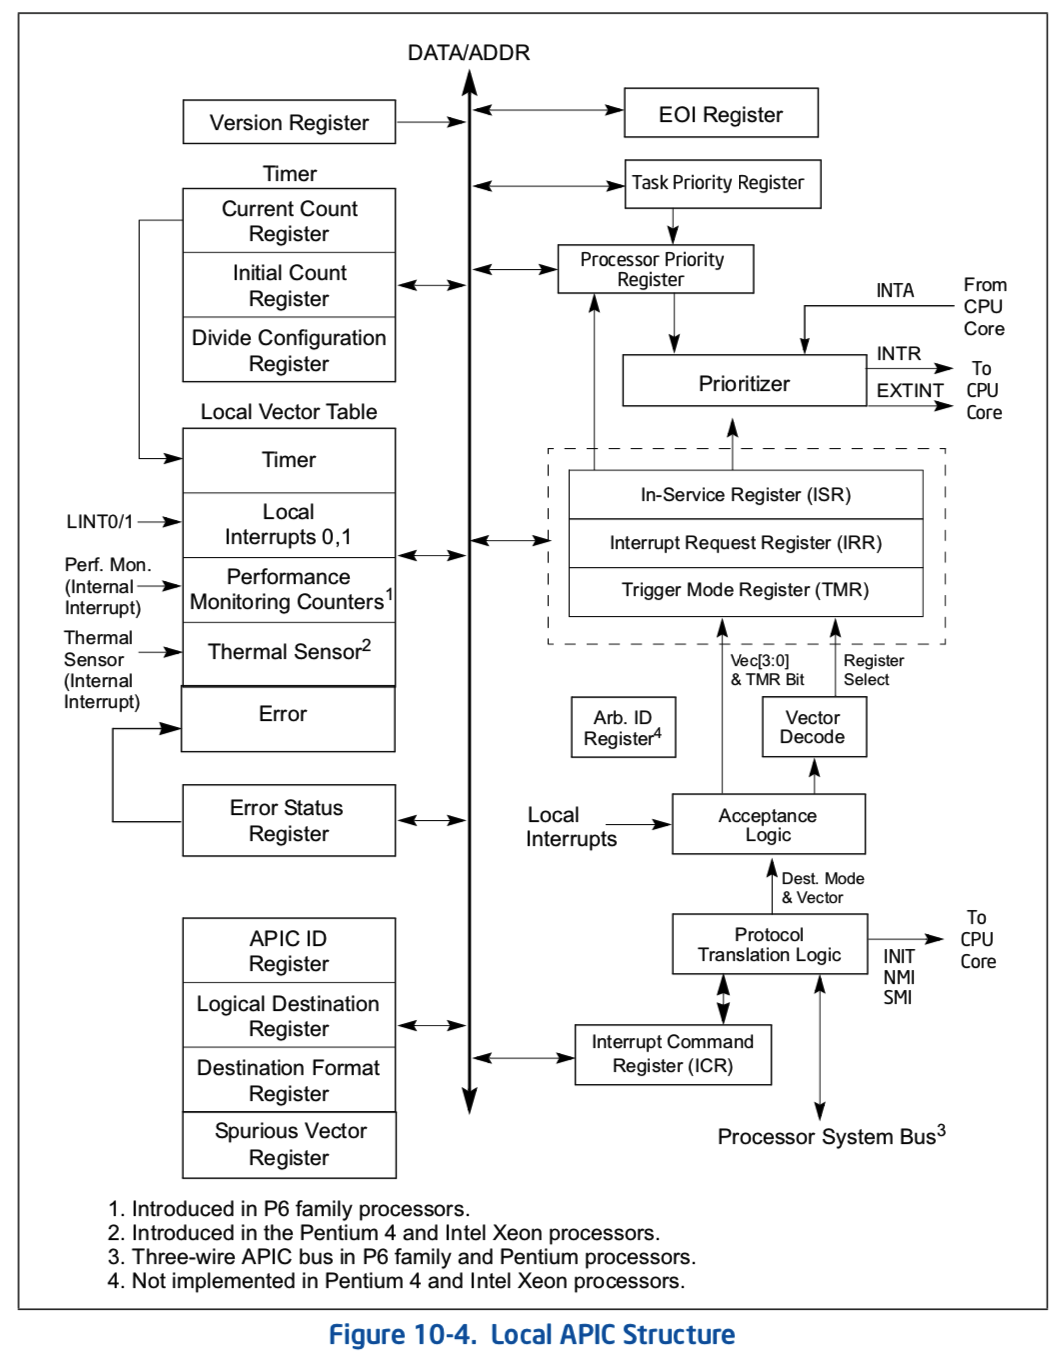 DATA/ADDR
Version Register
EOI Register
Timer
Current Count
Register
Initial Count
Register
Divide Configuration
Register
Task Priority Register
Processor Priority
Register
INTA
From
CPU
Core
Prioritizer
INTR
EXTINT
To
CPU
Core
Local Vector Table
Timer
Local
Interrupts 0,1
Performance
Monitoring Counters1
Thermal Sensor2
Error
LINT0/1
Perf. Mon.
(Internal
Interrupt)
Thermal
Sensor
(Internal
Interrupt)
In-Service Register (ISR)
Interrupt Request Register (IRR)
Trigger Mode Register (TMR)
Vec[3:0]
& TMR Bit
Register
Select
Arb. ID
Register4
Vector
Decode
Error Status
Register
Local
Interrupts
Acceptance
Logic
Dest. Mode
& Vector
APIC ID
Register
Logical Destination
Register
Destination Format
Register
Spurious Vector
Register
Protocol
Translation Logic
INIT
NMI
SMI
To
CPU
Core
Interrupt Command
Register (ICR)
Processor System Bus3
1. Introduced in P6 family processors.
2. Introduced in the Pentium 4 and Intel Xeon processors.
3. Three-wire APIC bus in P6 family and Pentium processors.
4. Not implemented in Pentium 4 and Intel Xeon processors.
Figure 10-4. Local APIC Structure